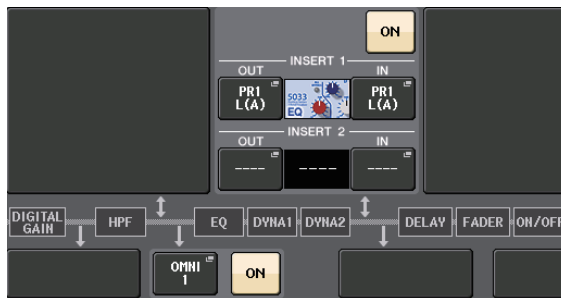 ON
INSERT 1
OUT
IN
PR1
L(A)
5033
EQ
PR1
L(A)
INSERT 2
OUT
IN
----
----
----
DIGITAL
GAIN
HPF
EQ
DYNA1
DYNA2
DELAY
FADER
ON/OFF
OMNI
1
ON